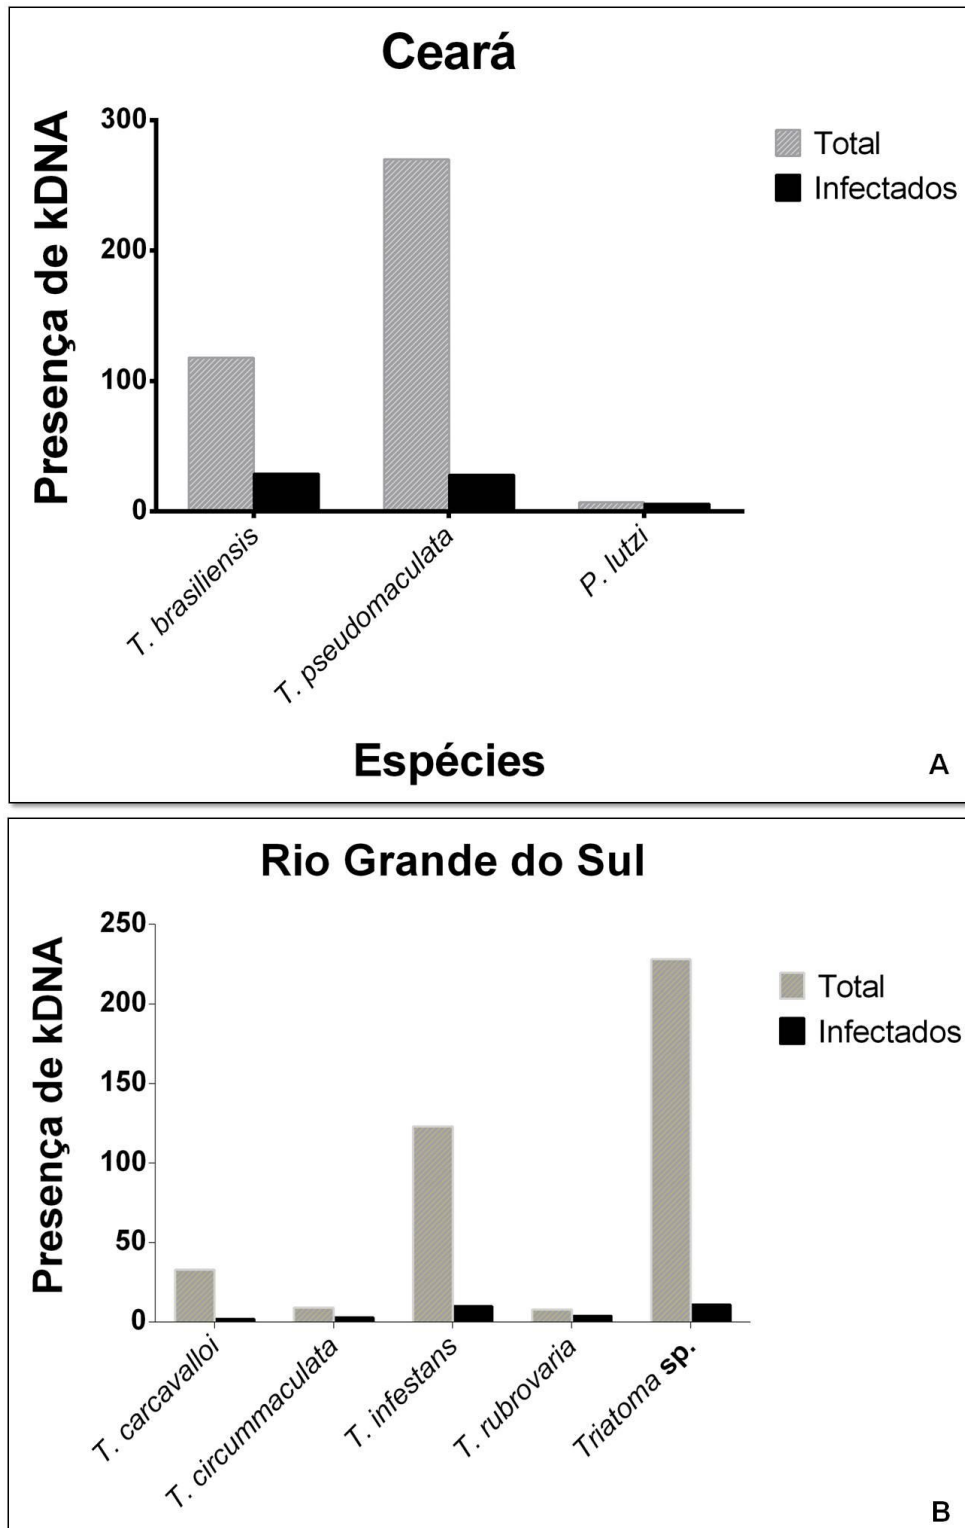 Ceará
Presença de kDNA
300
200
100
0
Total
Infectados
T. brasiliensis
T. pseudomaculata
P. lutzi
Espécies
A
Rio Grande do Sul
Presença de kDNA
250
200
150
100
50
0
Total
Infectados
T. carcavalloi
T. circummaculata
T. infestans
T. rubrovaria
Triatoma sp.
B